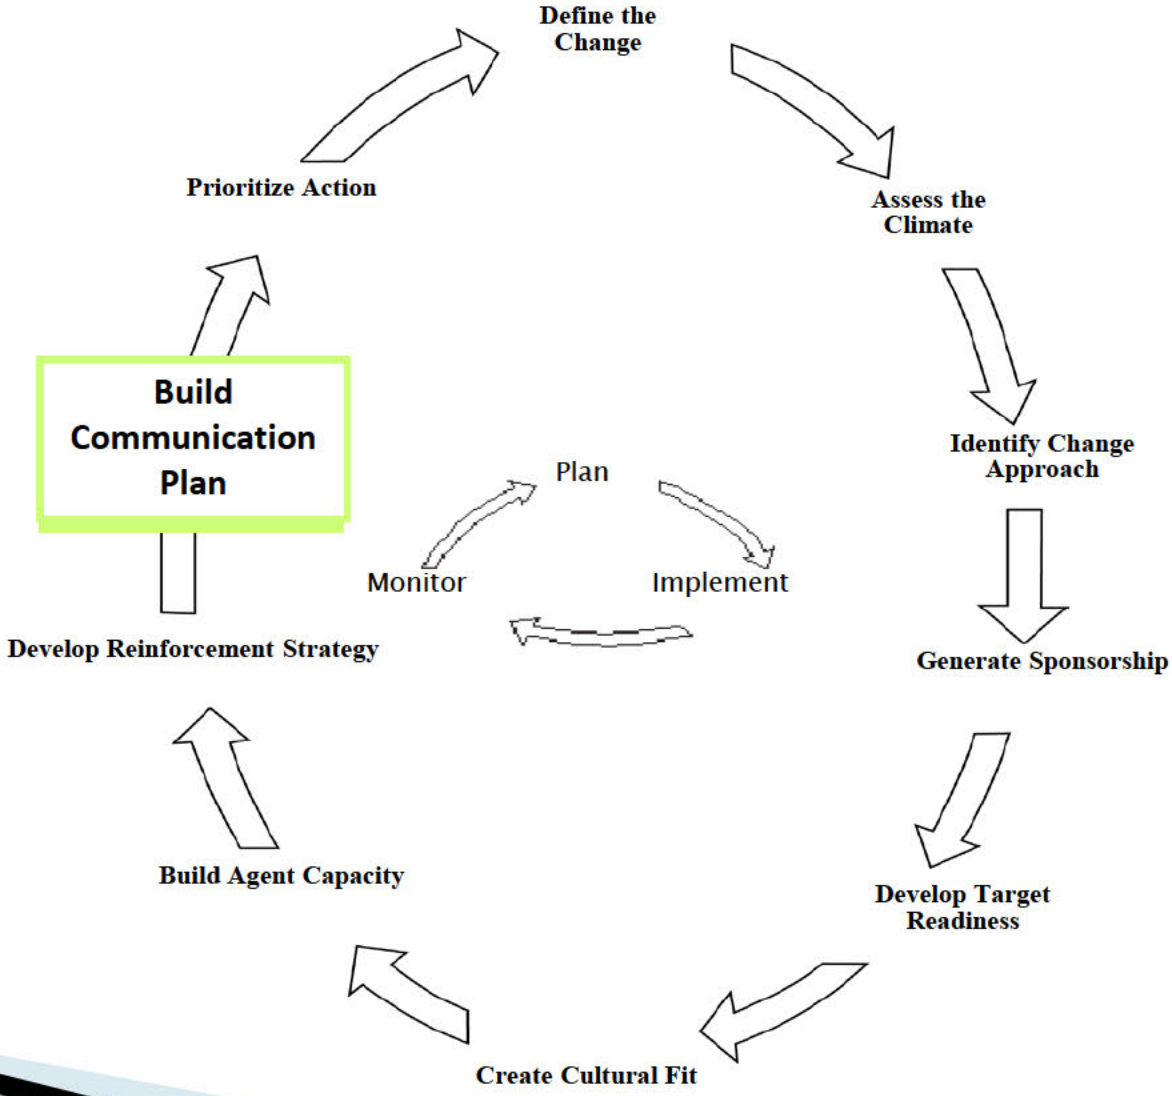 Define the
Change
Assess the
Climate
Identify Change
Approach
Generate Sponsorship
Develop Target
Readiness
Create Cultural Fit
Build Agent Capacity
Develop Reinforcement Strategy
Build
Communication
Plan
Prioritize Action
Plan
Implement
Monitor